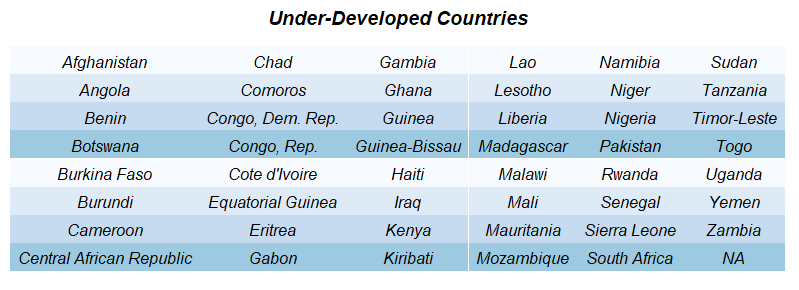 Under-Developed Countries
Afghanistan Chad Gambia Lao Namibia Sudan
Angola Comoros Ghana Lesotho Niger Tanzania
Benin Congo, Dem. Rep. Guinea Liberia Nigeria Timor-Leste
Botswana Congo, Rep. Guinea-Bissau Madagascar Pakistan Togo
Burkina Faso Cote d'Ivoire Haiti Malawi Rwanda Uganda
Burundi Equatorial Guinea Iraq Mali Senegal Yemen
Cameroon Eritrea Kenya Mauritania Sierra Leone Zambia
Central African Republic Gabon Kiribati Mozambique South Africa NA